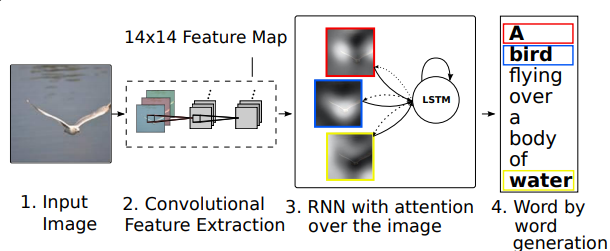 14x14 Feature Map
LSTM
A
bird
flying
over
a
body
of
water
1. Input
Image
2. Convolutional
Feature Extraction
3. RNN with attention
over the image
4. Word by
word
generation